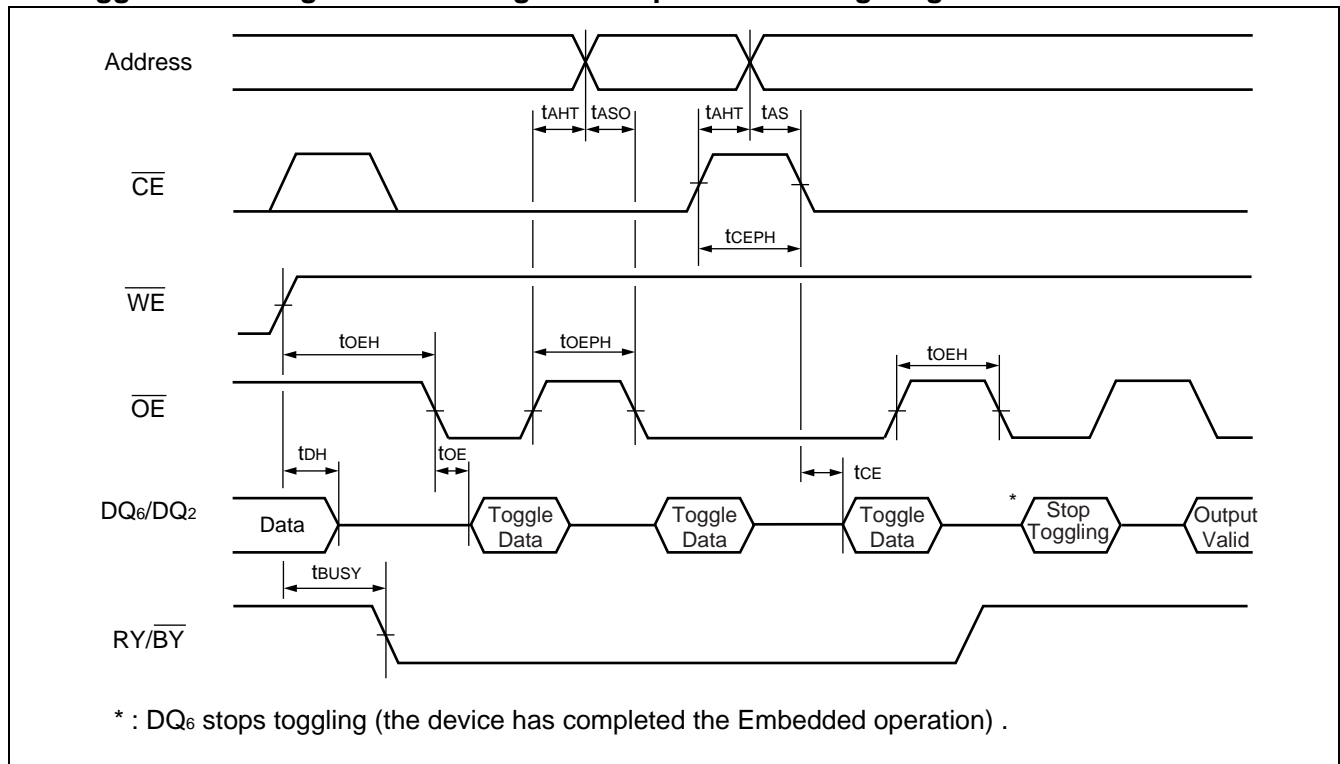 Address
tAHT tASO tAHT tAS
CE
tCEPH
WE
tOEH tOEPH tOEH
OE
tDH tOE tCE
DQ6/DQ2 Data Toggle Data Toggle Data Toggle Data * Stop Toggling Output Valid
tBUSY
RY/BY
* : DQ6 stops toggling (the device has completed the Embedded operation) .